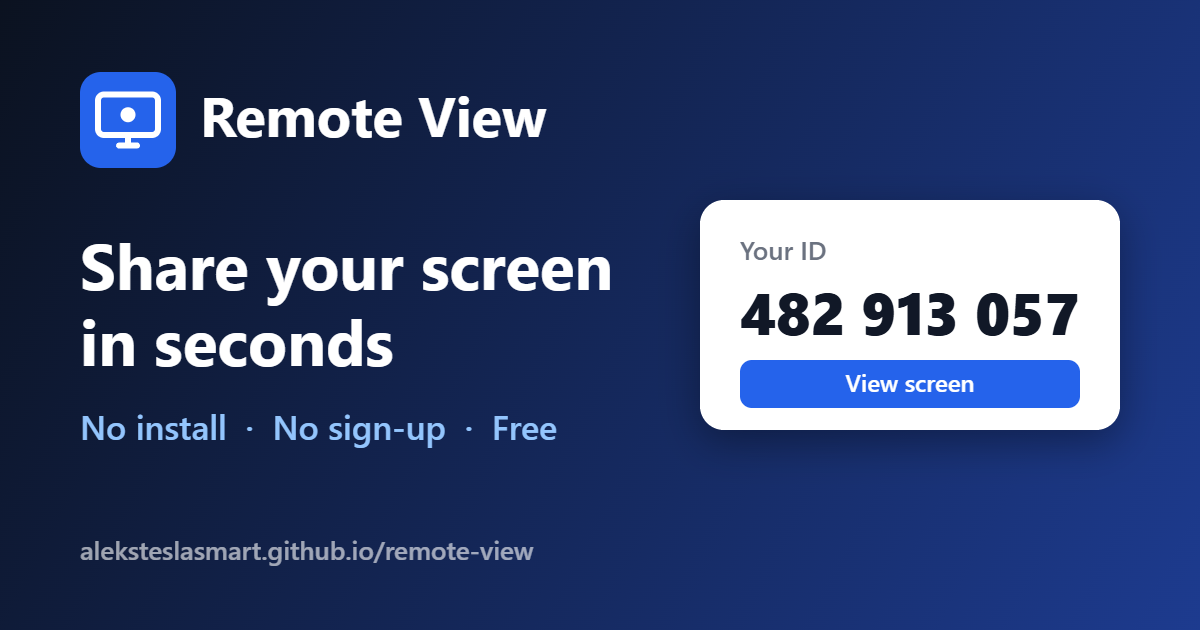 Remote View
Share your screen
in seconds
No install · No sign-up · Free
aleksteslasmart.github.io/remote-view
Your ID
482 913 057
View screen